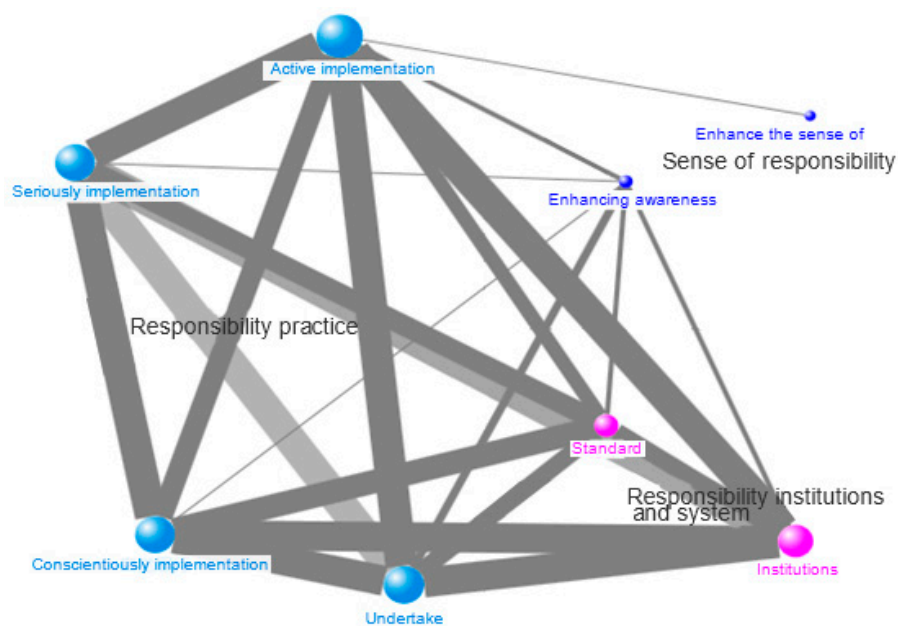 Active implementation
Enhance the sense of
Sense of responsibility
Seriously implementation
Enhancing awareness
Responsibility practice
Standard
Responsibility institutions
and system
Conscientiously implementation
Institutions
Undertake